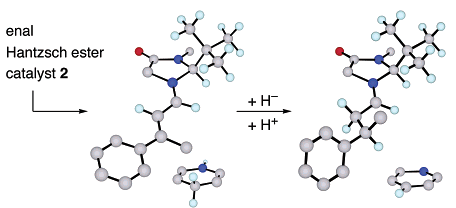 enal
Hantzsch ester
catalyst 2
+ H⁻
+ H⁺